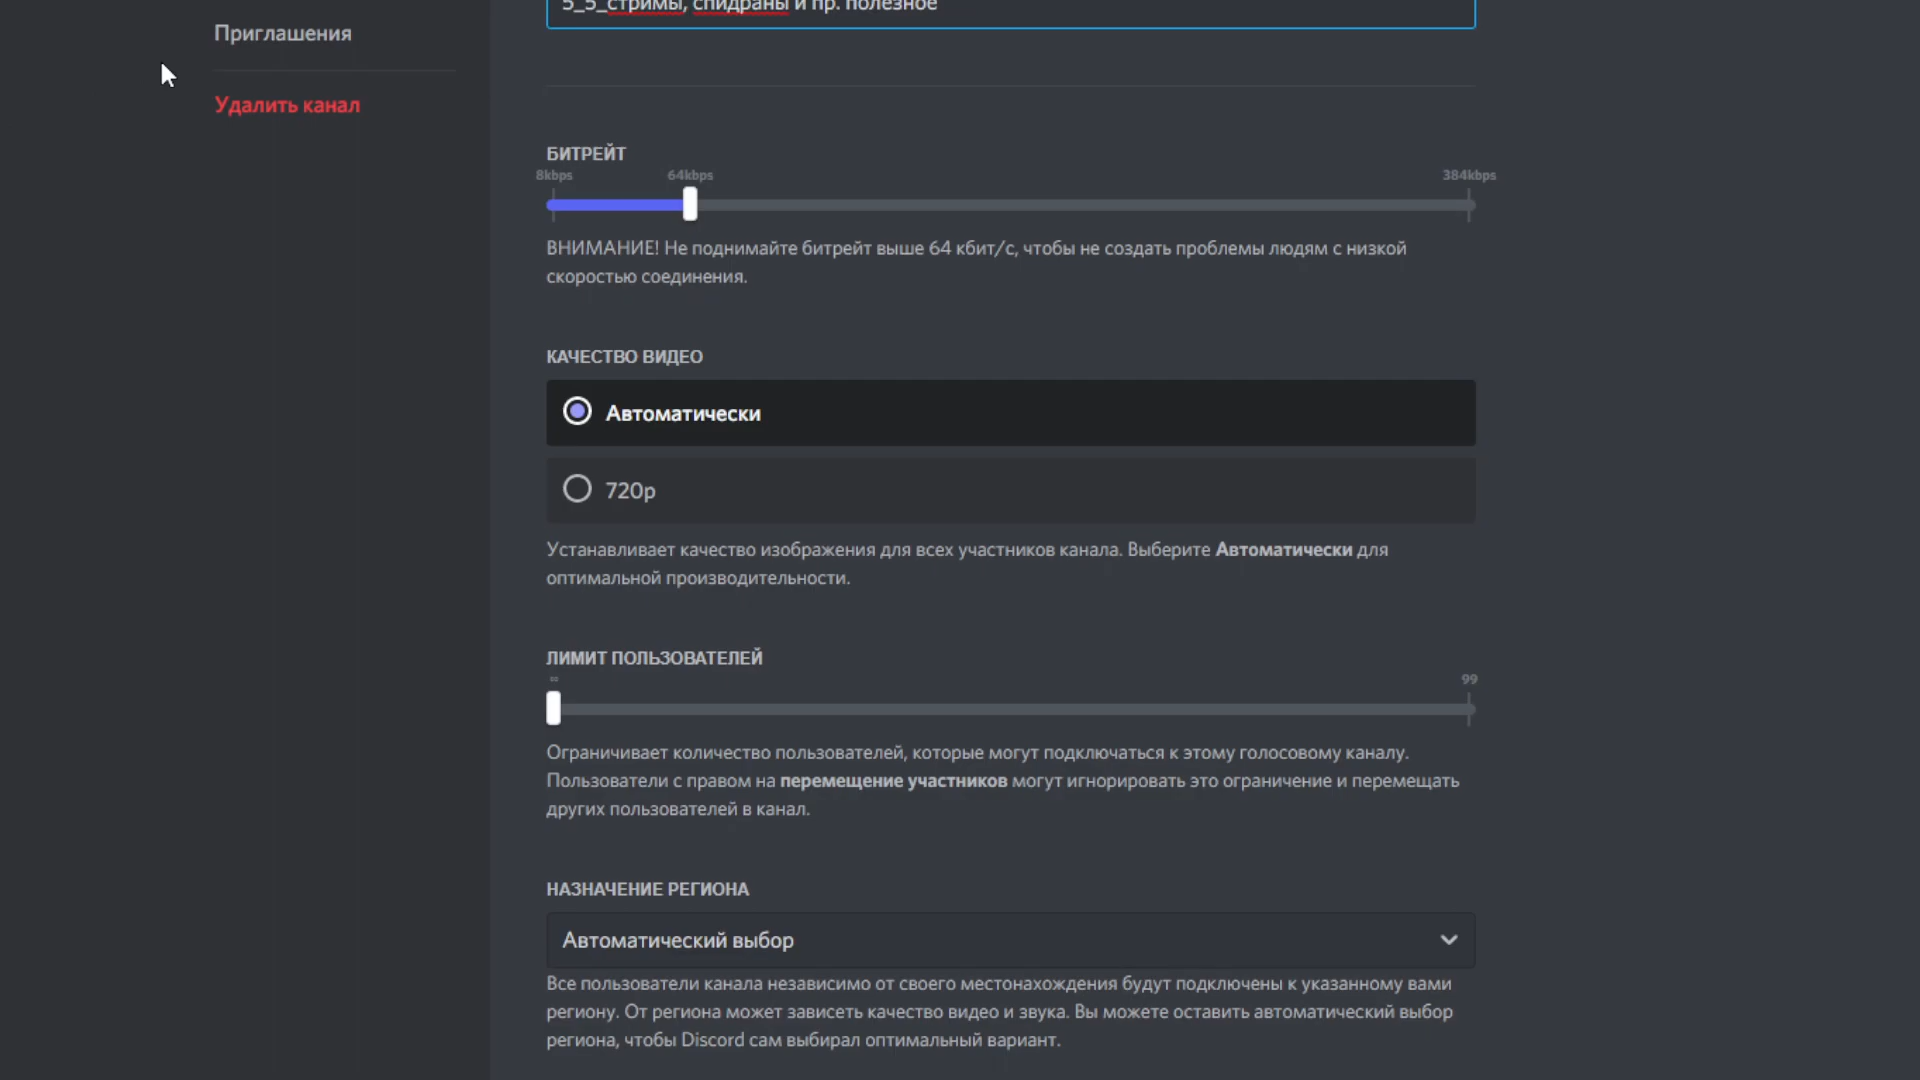 Приглашения
Удалить канал
5_5_стримы, спидраны и пр. полезное
БИТРЕЙТ
8kbps 64kbps 384kbps
ВНИМАНИЕ! Не поднимайте битрейт выше 64 кбит/с, чтобы не создать проблемы людям с низкой
скоростью соединения.
КАЧЕСТВО ВИДЕО
Автоматически
720p
Устанавливает качество изображения для всех участников канала. Выберите Автоматически для
оптимальной производительности.
ЛИМИТ ПОЛЬЗОВАТЕЛЕЙ
∞ 99
Ограничивает количество пользователей, которые могут подключаться к этому голосовому каналу.
Пользователи с правом на перемещение участников могут игнорировать это ограничение и перемещать
других пользователей в канал.
НАЗНАЧЕНИЕ РЕГИОНА
Автоматический выбор
Все пользователи канала независимо от своего местонахождения будут подключены к указанному вами
региону. От региона может зависеть качество видео и звука. Вы можете оставить автоматический выбор
региона, чтобы Discord сам выбирал оптимальный вариант.